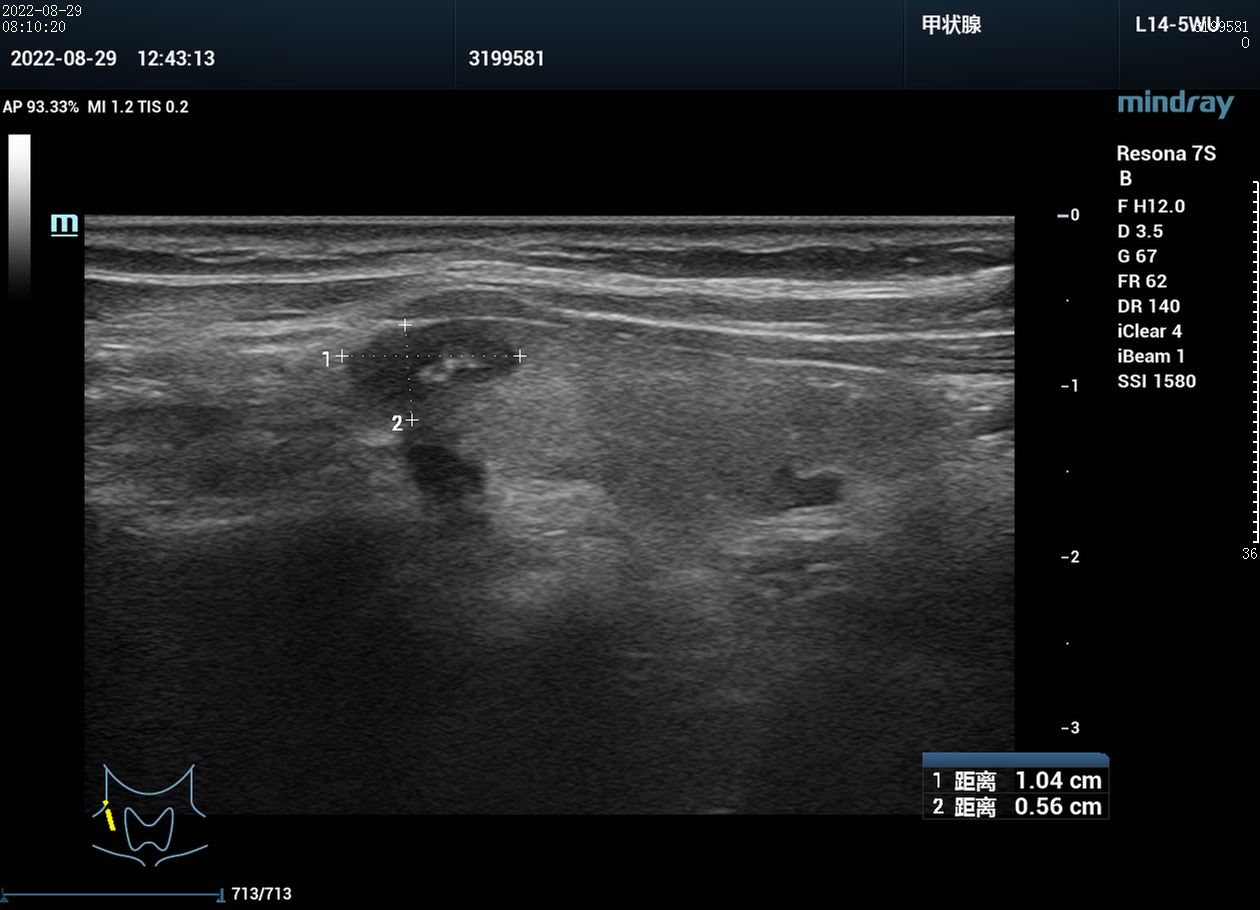 2022-08-29
08:10:20
2022-08-29 12:43:13
3199581
甲状腺
L14-5WU
3199581
0
AP 93.33% MI 1.2 TIS 0.2
mindray
Resona 7S
B
F H12.0
D 3.5
G 67
FR 62
DR 140
iClear 4
iBeam 1
SSI 1580
m
0
-1
-2
-3
1
2
36
1 距离 1.04 cm
2 距离 0.56 cm
713/713